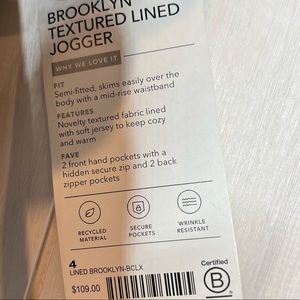 BROOKLYN
TEXTURED LINED
JOGGER
WHY WE LOVE IT
FIT
Semi-fitted, skims easily over the
body with a mid-rise waistband
FEATURES
Novelty textured fabric lined
with soft jersey to keep cozy
and warm
FAVE
2 front hand pockets with a
hidden secure zip and 2 back
zipper pockets
RECYCLED
MATERIAL
SECURE
POCKETS
WRINKLE
RESISTANT
4
LINED BROOKLYN-BCLX
$109.00
Certified
B